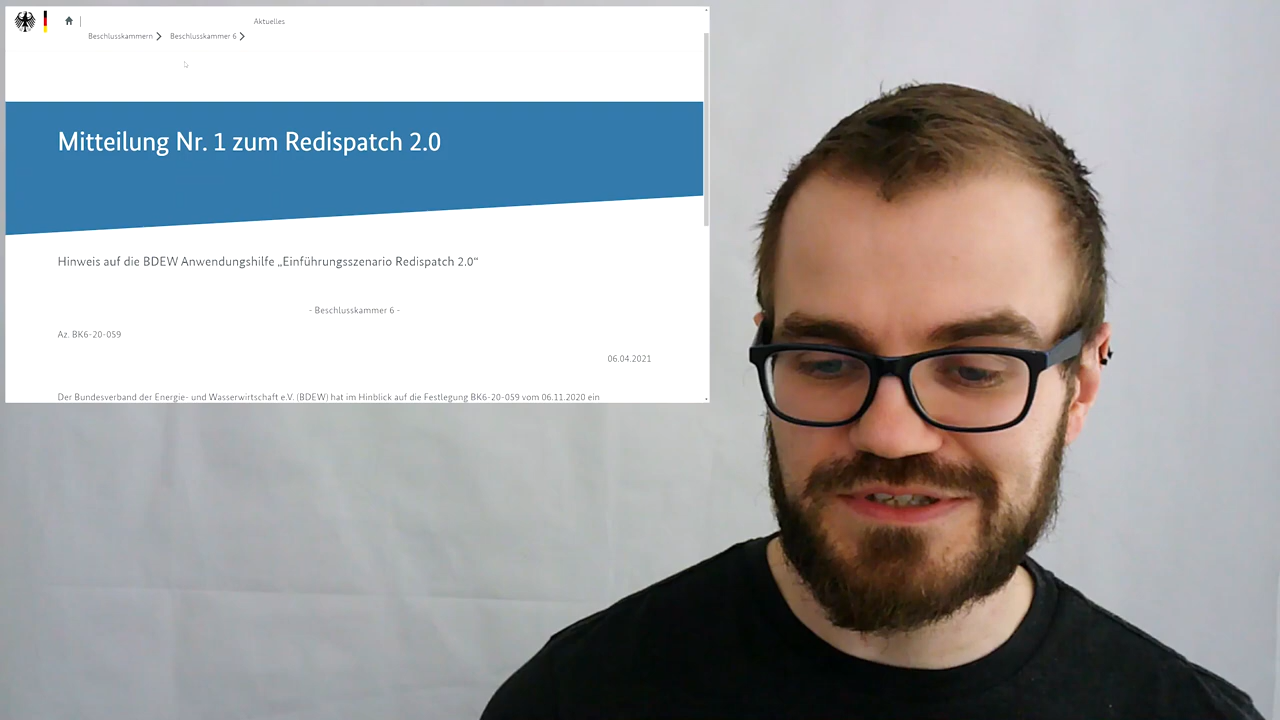 Aktuelles
Beschlusskammern Beschlusskammer 6
Mitteilung Nr. 1 zum Redispatch 2.0
Hinweis auf die BDEW Anwendungshilfe „Einführungsszenario Redispatch 2.0“
- Beschlusskammer 6 -
Az. BK6-20-059
06.04.2021
Der Bundesverband der Energie- und Wasserwirtschaft e.V. (BDEW) hat im Hinblick auf die Festlegung BK6-20-059 vom 06.11.2020 ein